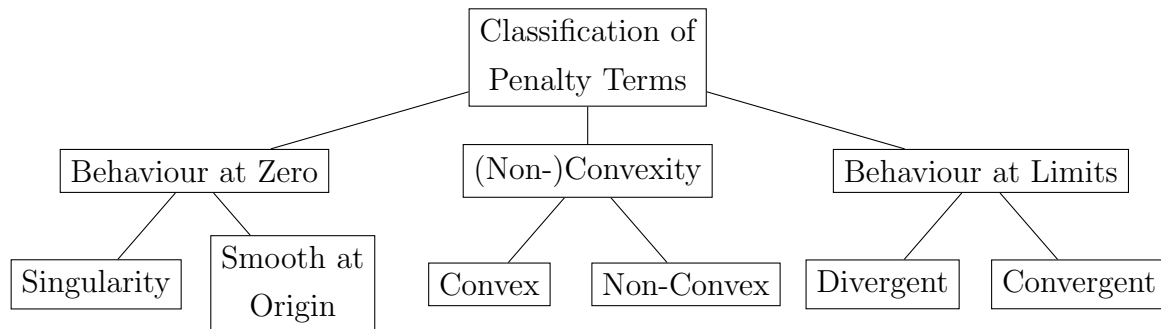 Classification of
Penalty Terms
Behaviour at Zero
(Non-)Convexity
Behaviour at Limits
Singularity
Smooth at
Origin
Convex
Non-Convex
Divergent
Convergent